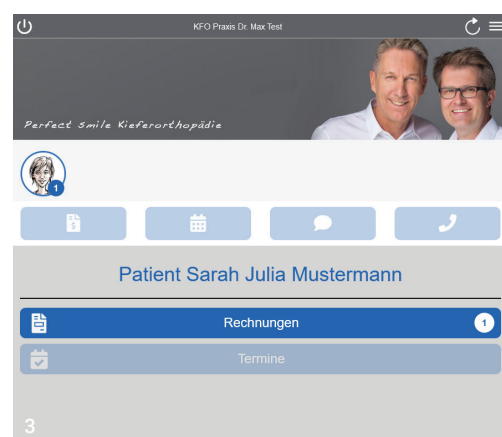 KFO Praxis Dr. Max Test
Perfect Smile Kieferorthopädie
1
$
Patient Sarah Julia Mustermann
Rechnungen 1
Termine
3